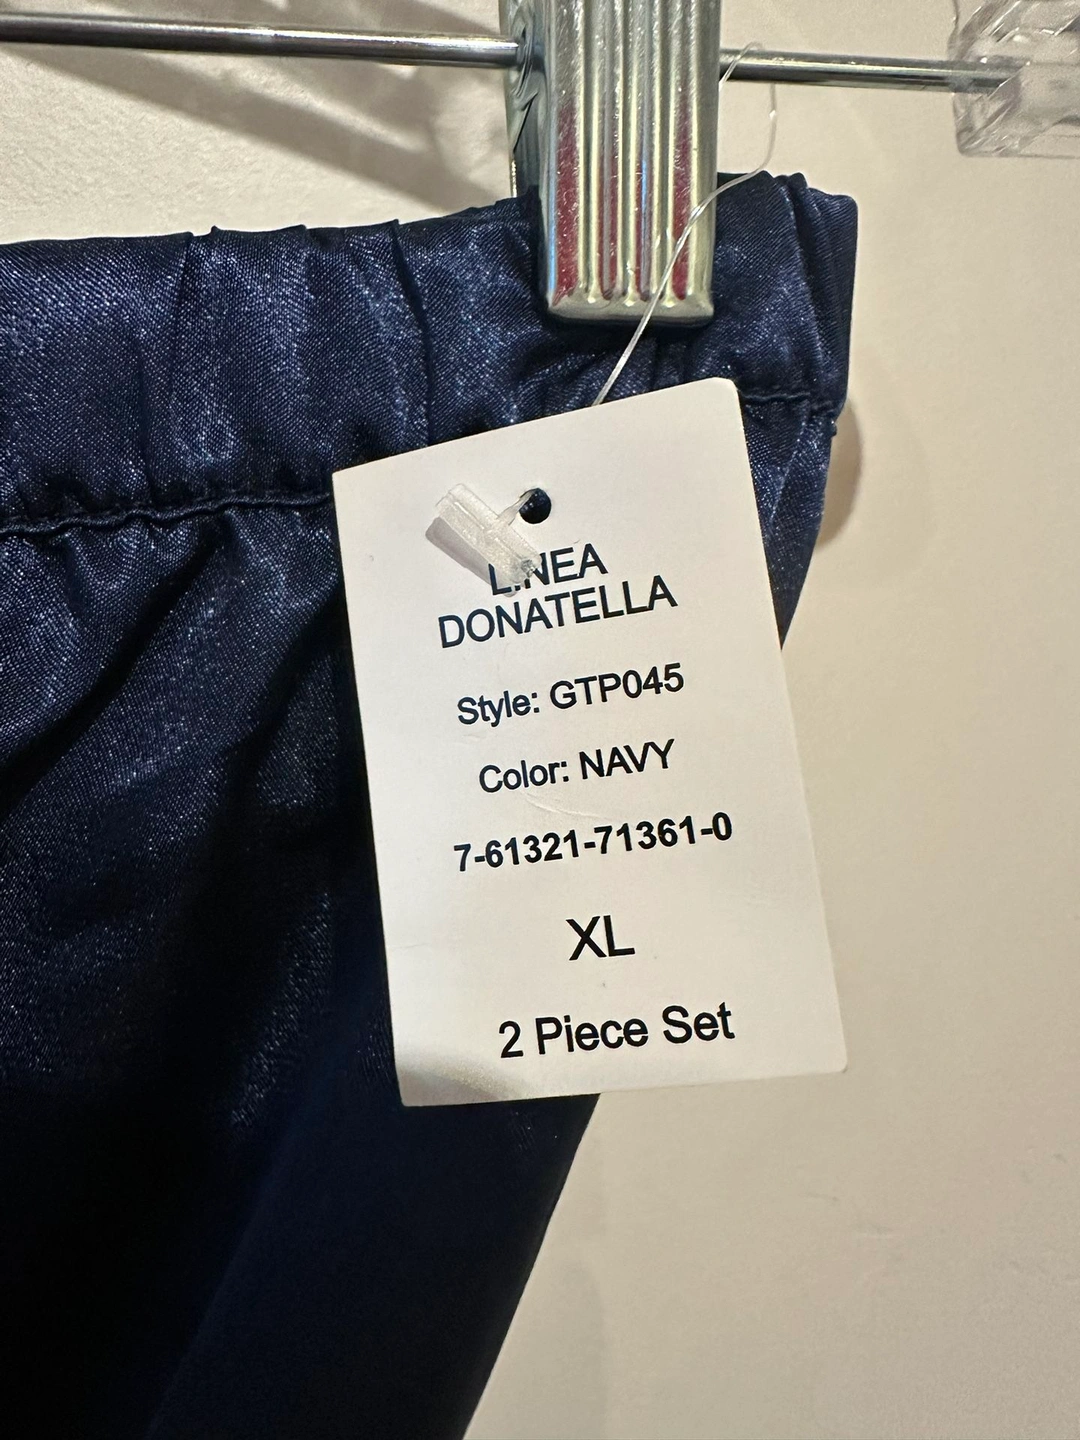 LINEA
DONATELLA
Style: GTP045
Color: NAVY
7-61321-71361-0
XL
2 Piece Set